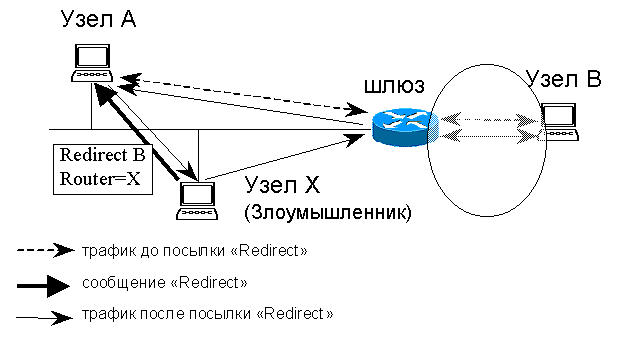 Узел А
шлюз
Узел В
Redirect B
Router=X
Узел X
(Злоумышленник)
трафик до посылки «Redirect»
сообщение «Redirect»
трафик после посылки «Redirect»